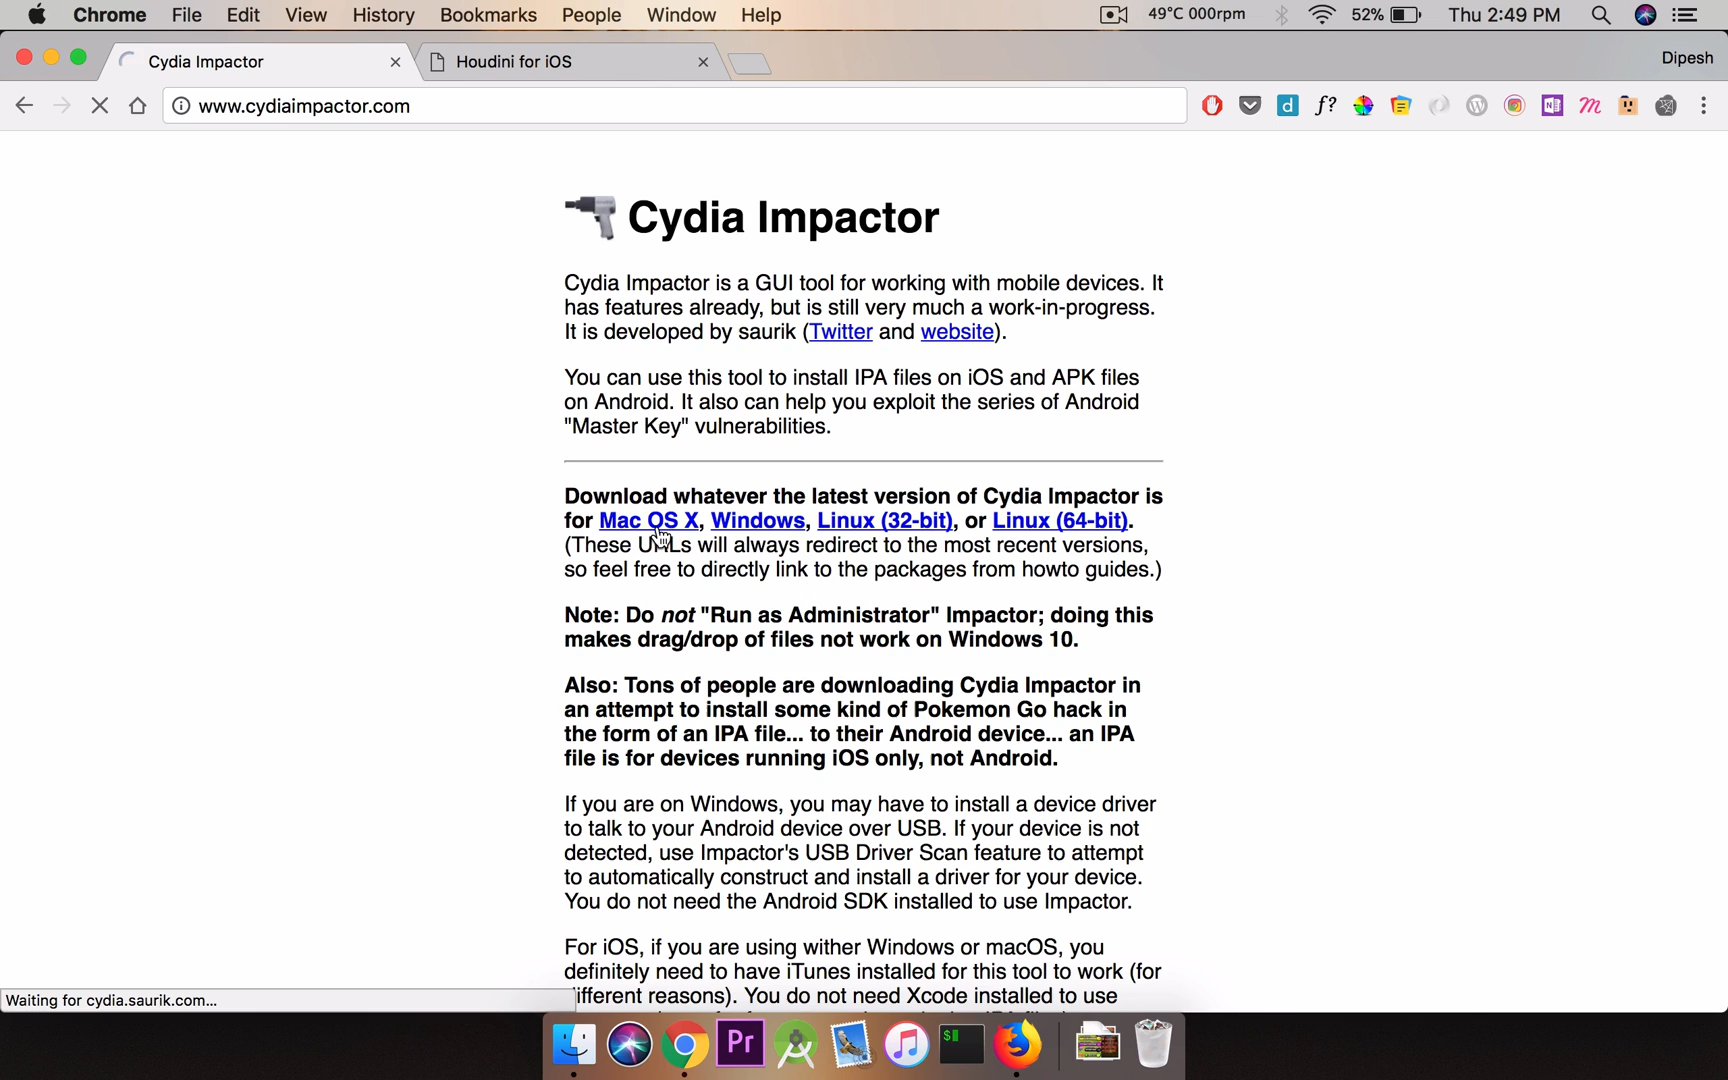 Chrome File Edit View History Bookmarks People Window Help 49°C 000rpm 52% Thu 2:49 PM
Cydia Impactor Houdini for iOS Dipesh
www.cydiaimpactor.com
Cydia Impactor
Cydia Impactor is a GUI tool for working with mobile devices. It
has features already, but is still very much a work-in-progress.
It is developed by saurik (Twitter and website).
You can use this tool to install IPA files on iOS and APK files
on Android. It also can help you exploit the series of Android
"Master Key" vulnerabilities.
Download whatever the latest version of Cydia Impactor is
for Mac OS X, Windows, Linux (32-bit), or Linux (64-bit).
(These URLs will always redirect to the most recent versions,
so feel free to directly link to the packages from howto guides.)
Note: Do not "Run as Administrator" Impactor; doing this
makes drag/drop of files not work on Windows 10.
Also: Tons of people are downloading Cydia Impactor in
an attempt to install some kind of Pokemon Go hack in
the form of an IPA file... to their Android device... an IPA
file is for devices running iOS only, not Android.
If you are on Windows, you may have to install a device driver
to talk to your Android device over USB. If your device is not
detected, use Impactor's USB Driver Scan feature to attempt
to automatically construct and install a driver for your device.
You do not need the Android SDK installed to use Impactor.
For iOS, if you are using wither Windows or macOS, you
definitely need to have iTunes installed for this tool to work (for
different reasons). You do not need Xcode installed to use
Waiting for cydia.saurik.com...
Pr